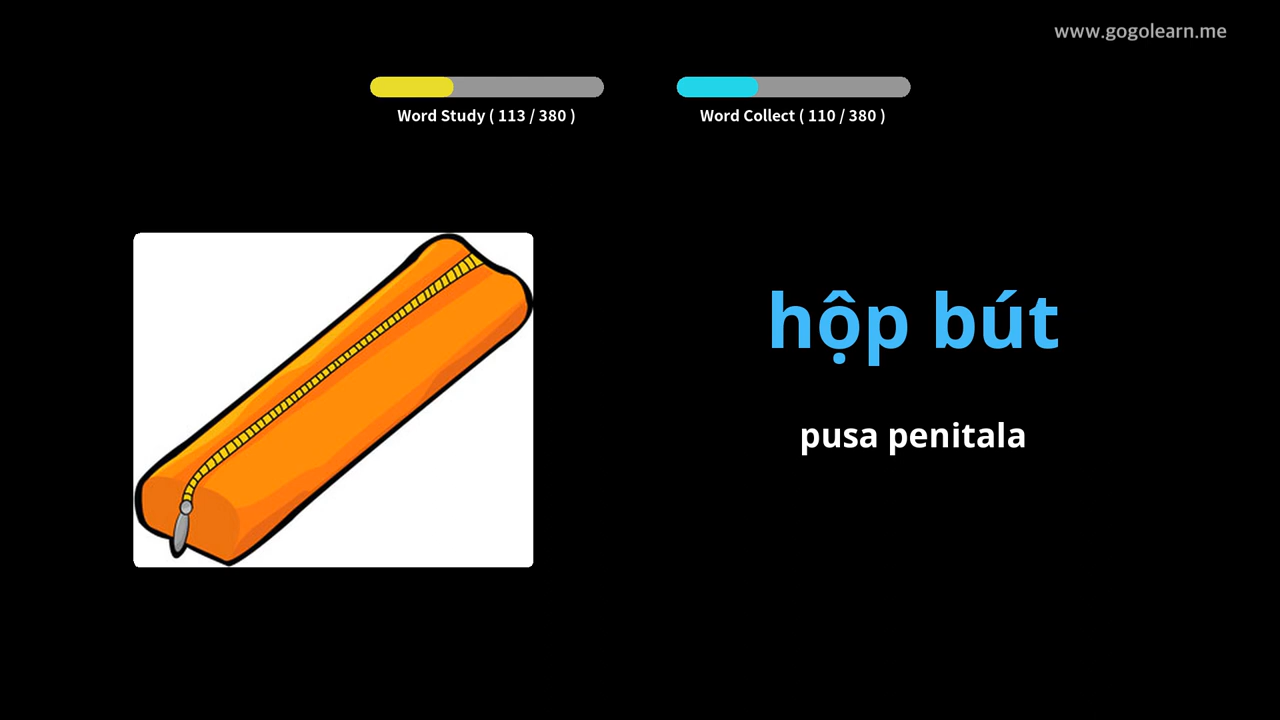 www.gogolearn.me
Word Study ( 113 / 380 )
Word Collect ( 110 / 380 )
hộp bút
pusa penitala